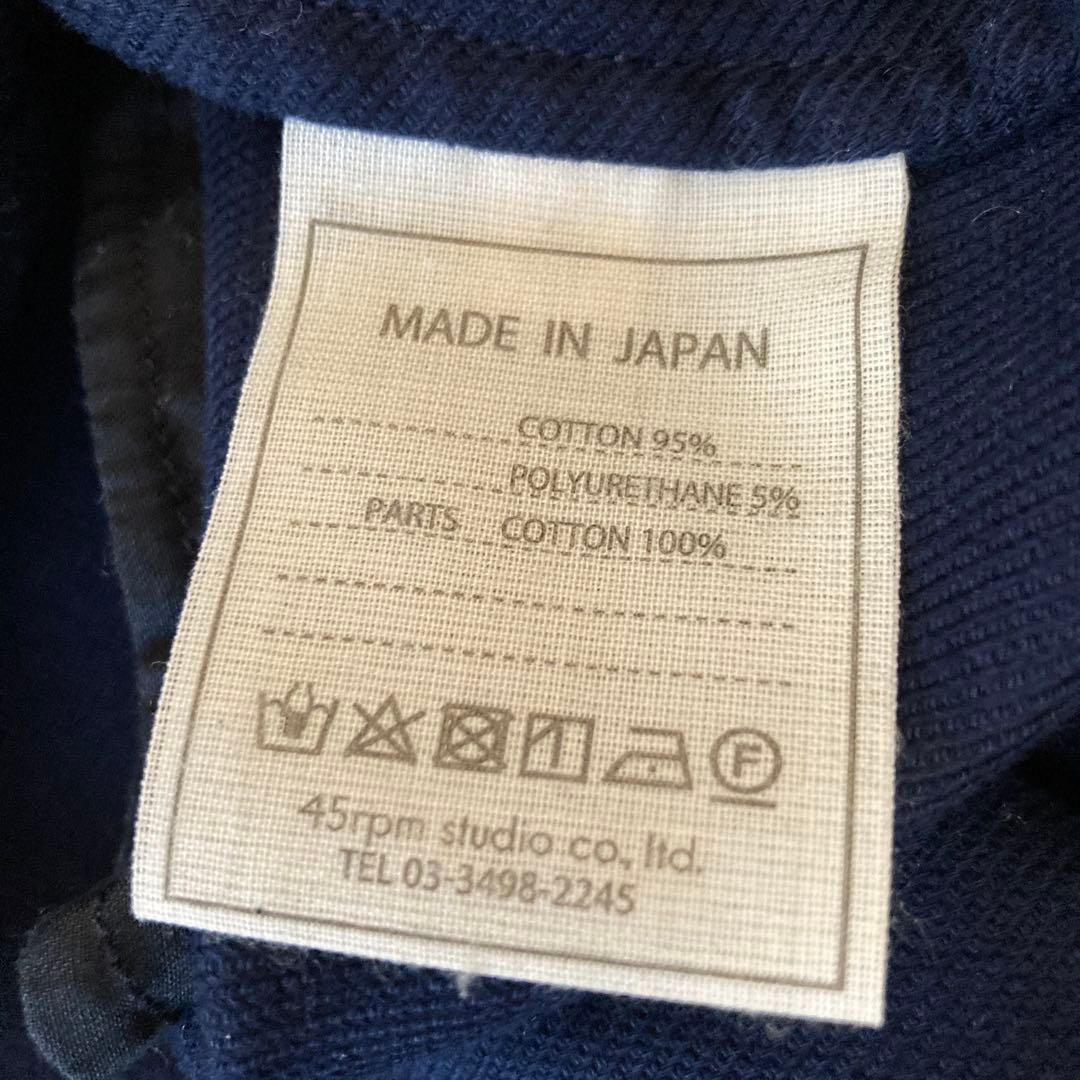 MADE IN JAPAN
COTTON 95%
POLYURETHANE 5%
PARTS COTTON 100%
F
45rpm studio co., ltd.
TEL 03-3498-2245